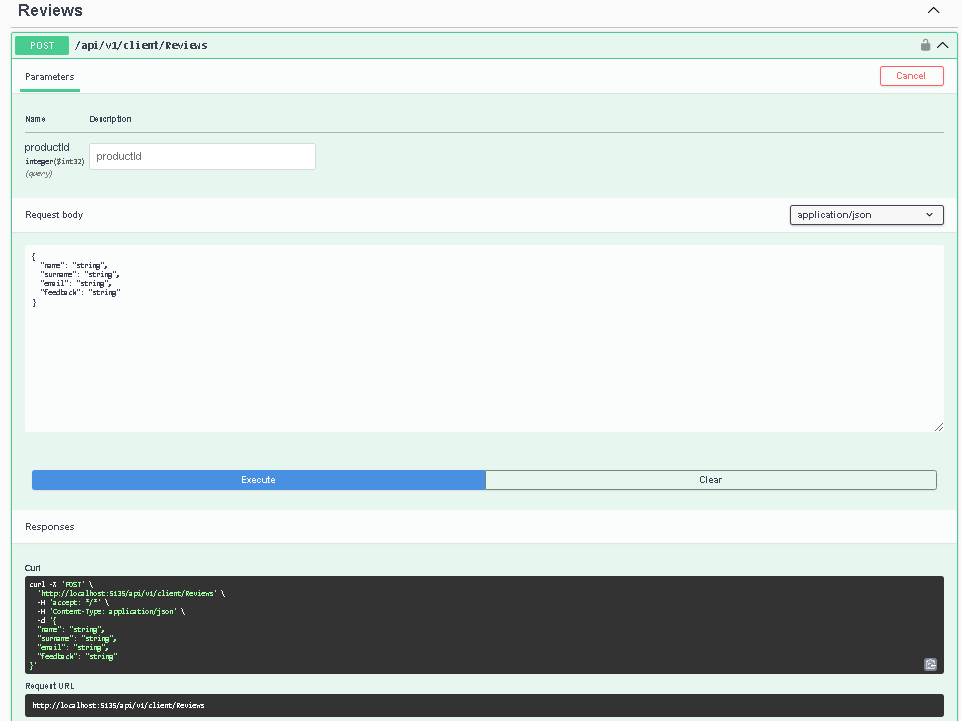 Reviews
POST /api/v1/client/Reviews
Parameters Cancel
Name Description
productId
integer($int32)
(query)
productId
Request body application/json
{
"name": "string",
"surname": "string",
"email": "string",
"feedback": "string"
}
Execute Clear
Responses
Curl
curl -X 'POST' \
'http://localhost:5135/api/v1/client/Reviews' \
-H 'accept: */*' \
-H 'Content-Type: application/json' \
-d '{
"name": "string",
"surname": "string",
"email": "string",
"feedback": "string"
}'
Request URL
http://localhost:5135/api/v1/client/Reviews